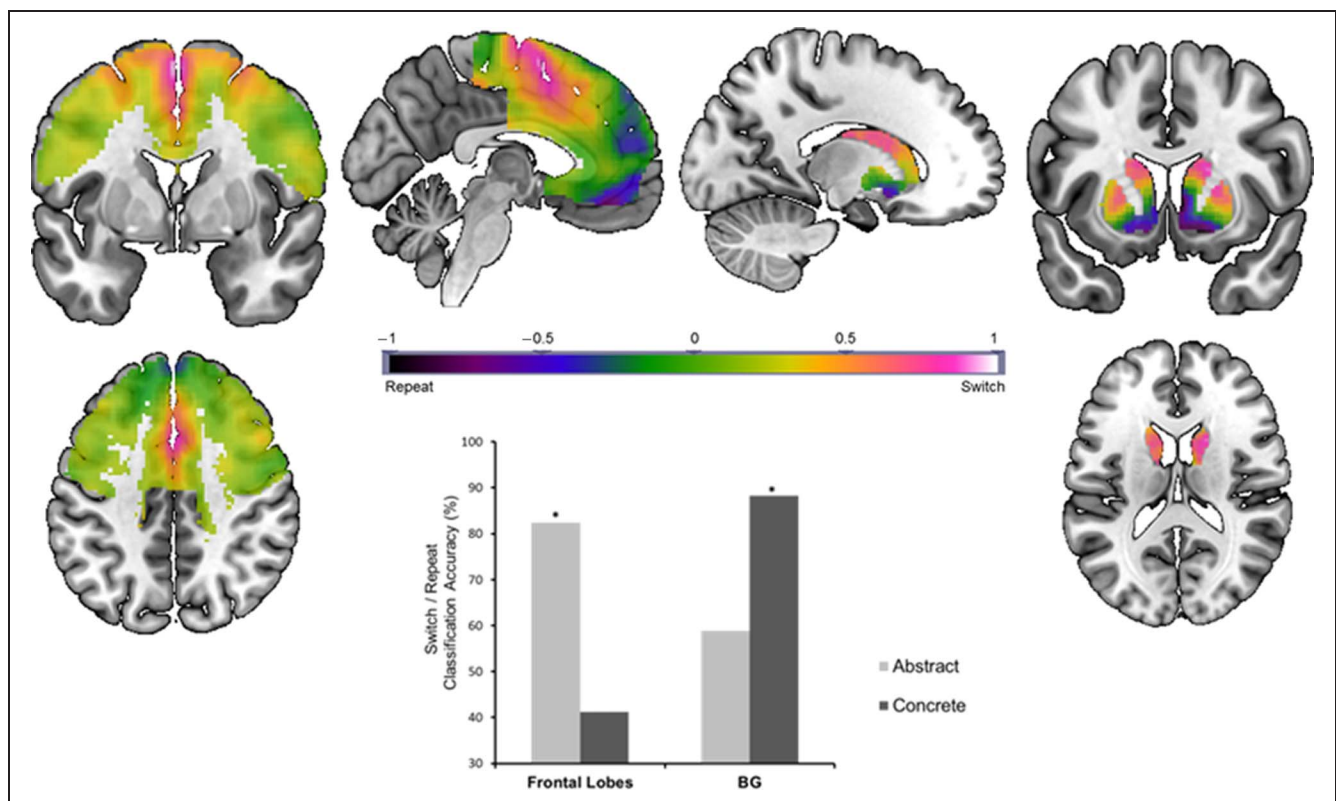 −1 −0.5 0 0.5 1
Repeat Switch
Switch / Repeat
Classification Accuracy (%)
100
90
80
70
60
50
40
30
Frontal Lobes BG
Abstract
Concrete